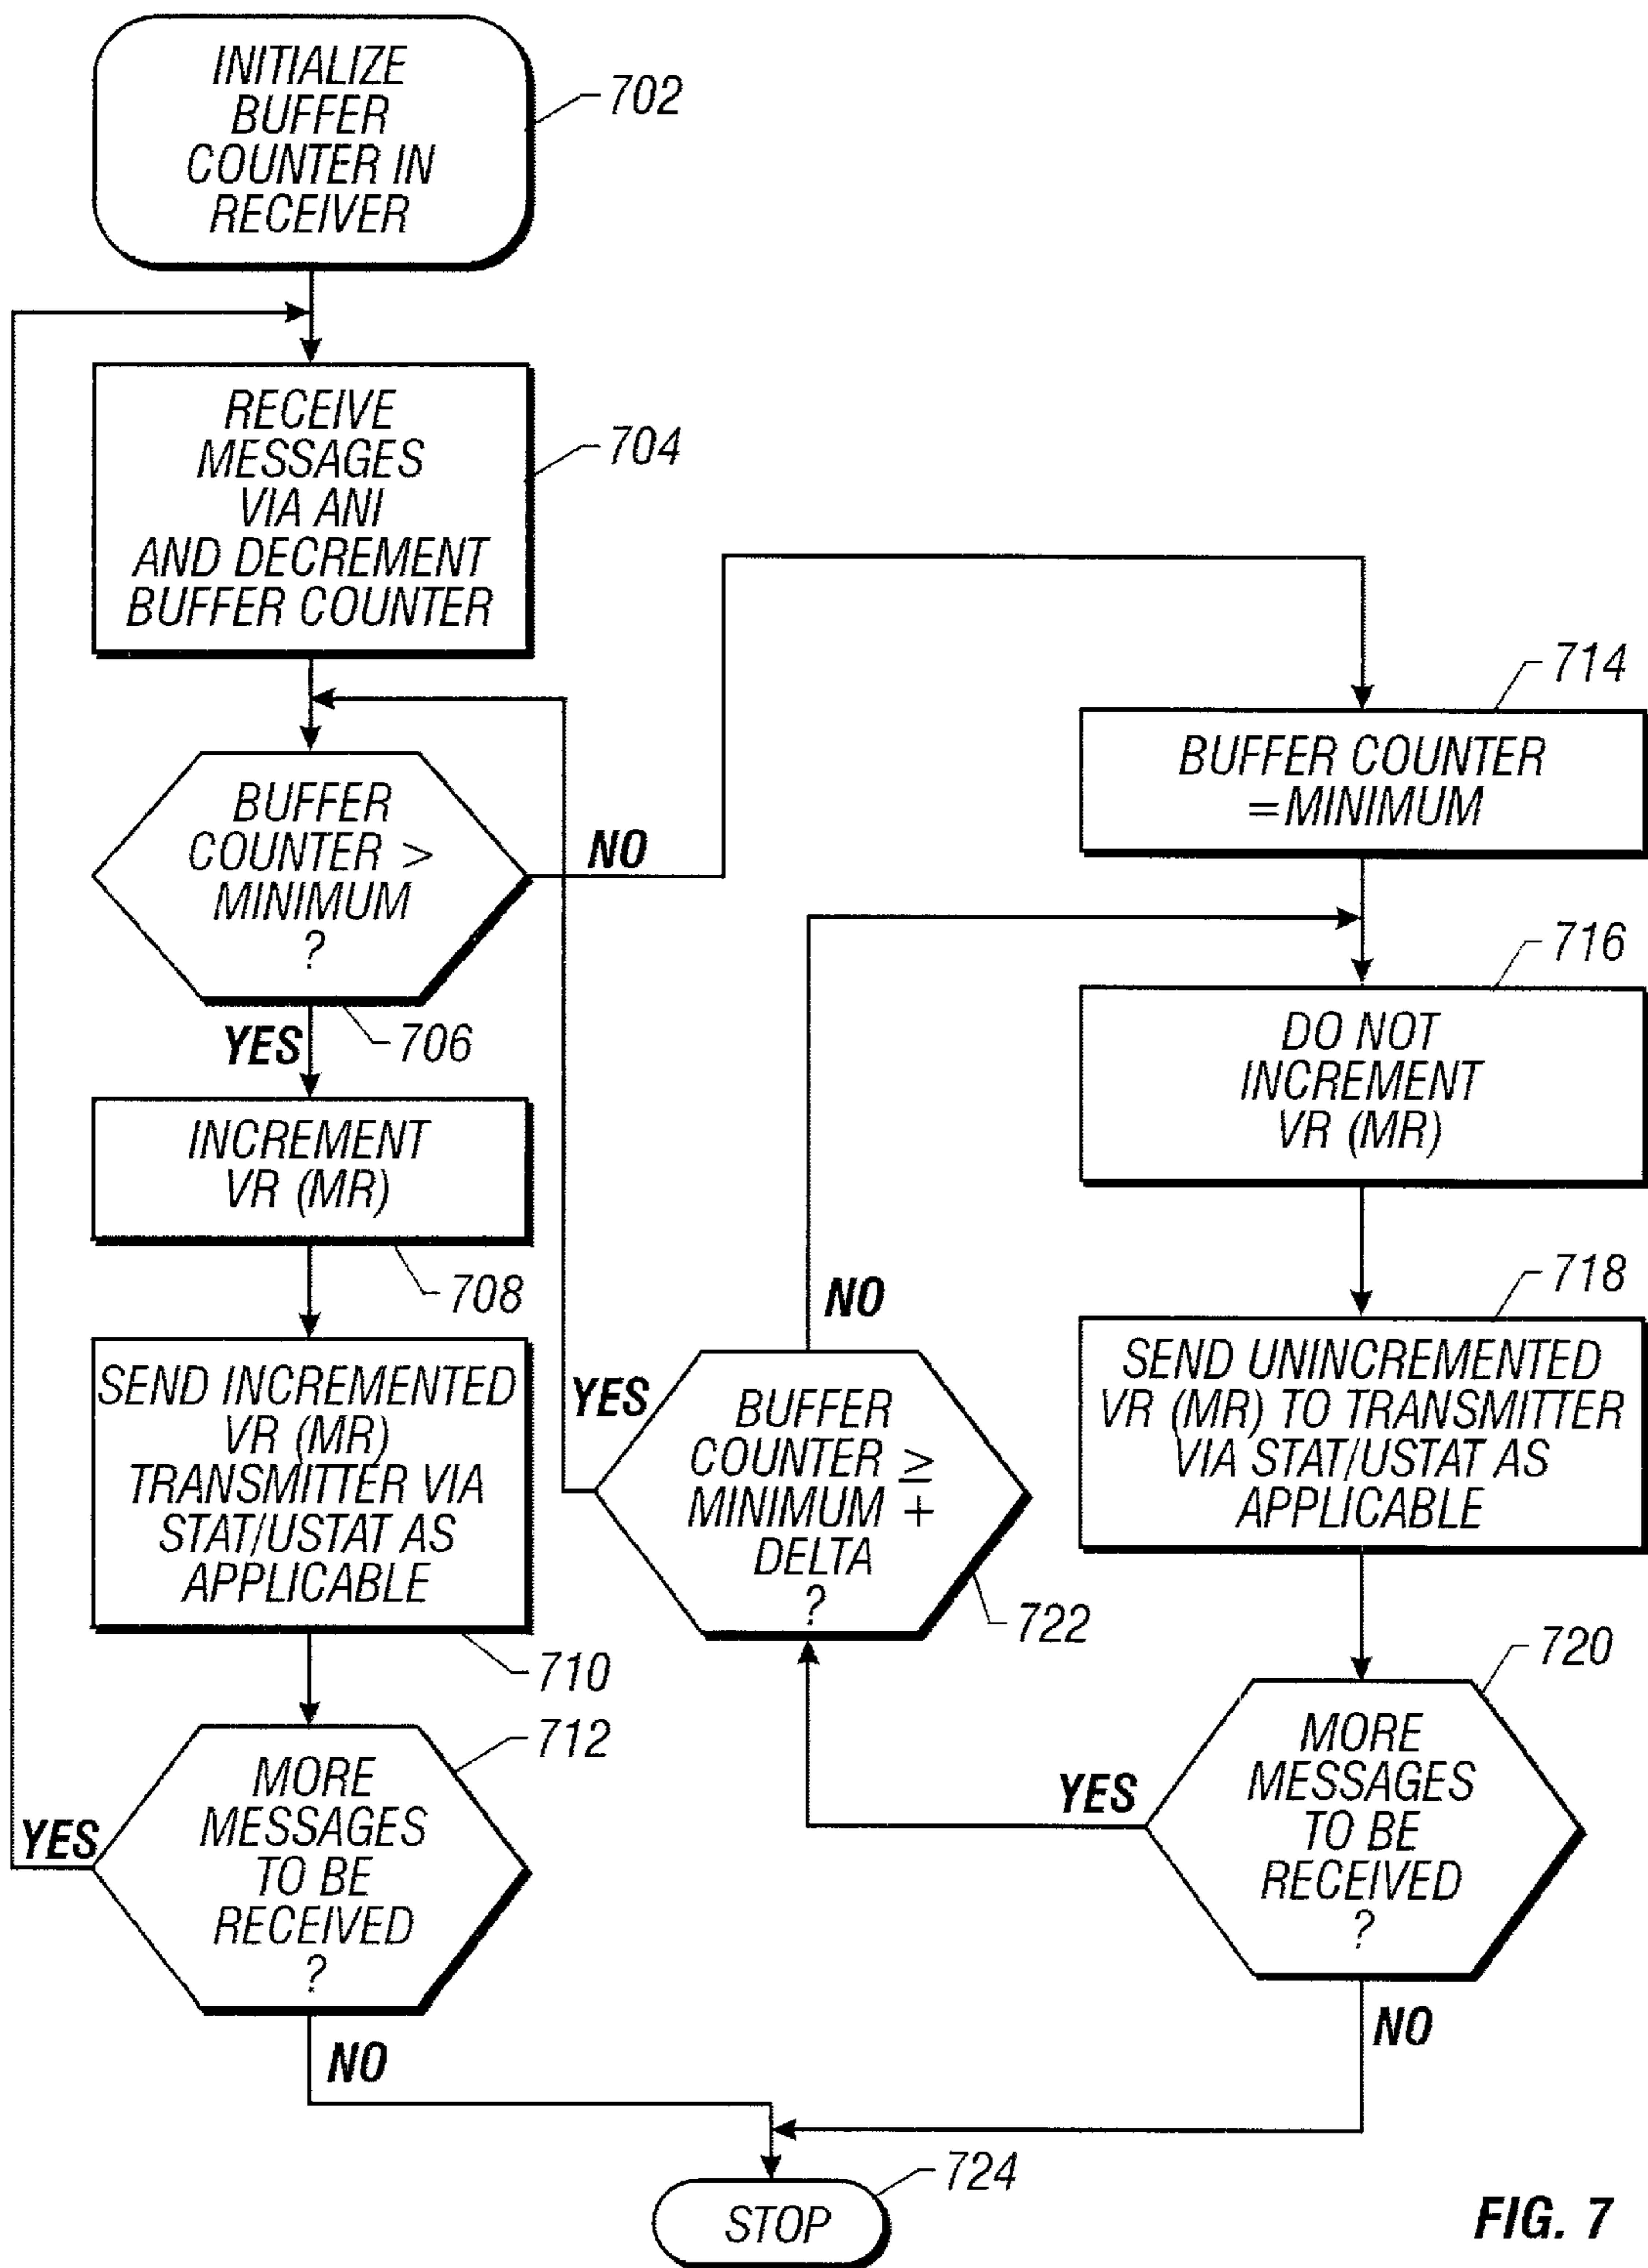 INITIALIZE
BUFFER
COUNTER IN
RECEIVER
702
RECEIVE
MESSAGES
VIA ANI
AND DECREMENT
BUFFER COUNTER
704
BUFFER
COUNTER >
MINIMUM
?
NO
YES
706
INCREMENT
VR (MR)
708
SEND INCREMENTED
VR (MR)
TRANSMITTER VIA
STAT/USTAT AS
APPLICABLE
710
MORE
MESSAGES
TO BE
RECEIVED
?
712
YES
NO
714
BUFFER COUNTER
=MINIMUM
716
DO NOT
INCREMENT
VR (MR)
718
SEND UNINCREMENTED
VR (MR) TO TRANSMITTER
VIA STAT/USTAT AS
APPLICABLE
720
MORE
MESSAGES
TO BE
RECEIVED
?
YES
NO
BUFFER
COUNTER ≥
MINIMUM +
DELTA
?
722
YES
NO
STOP
724
FIG. 7